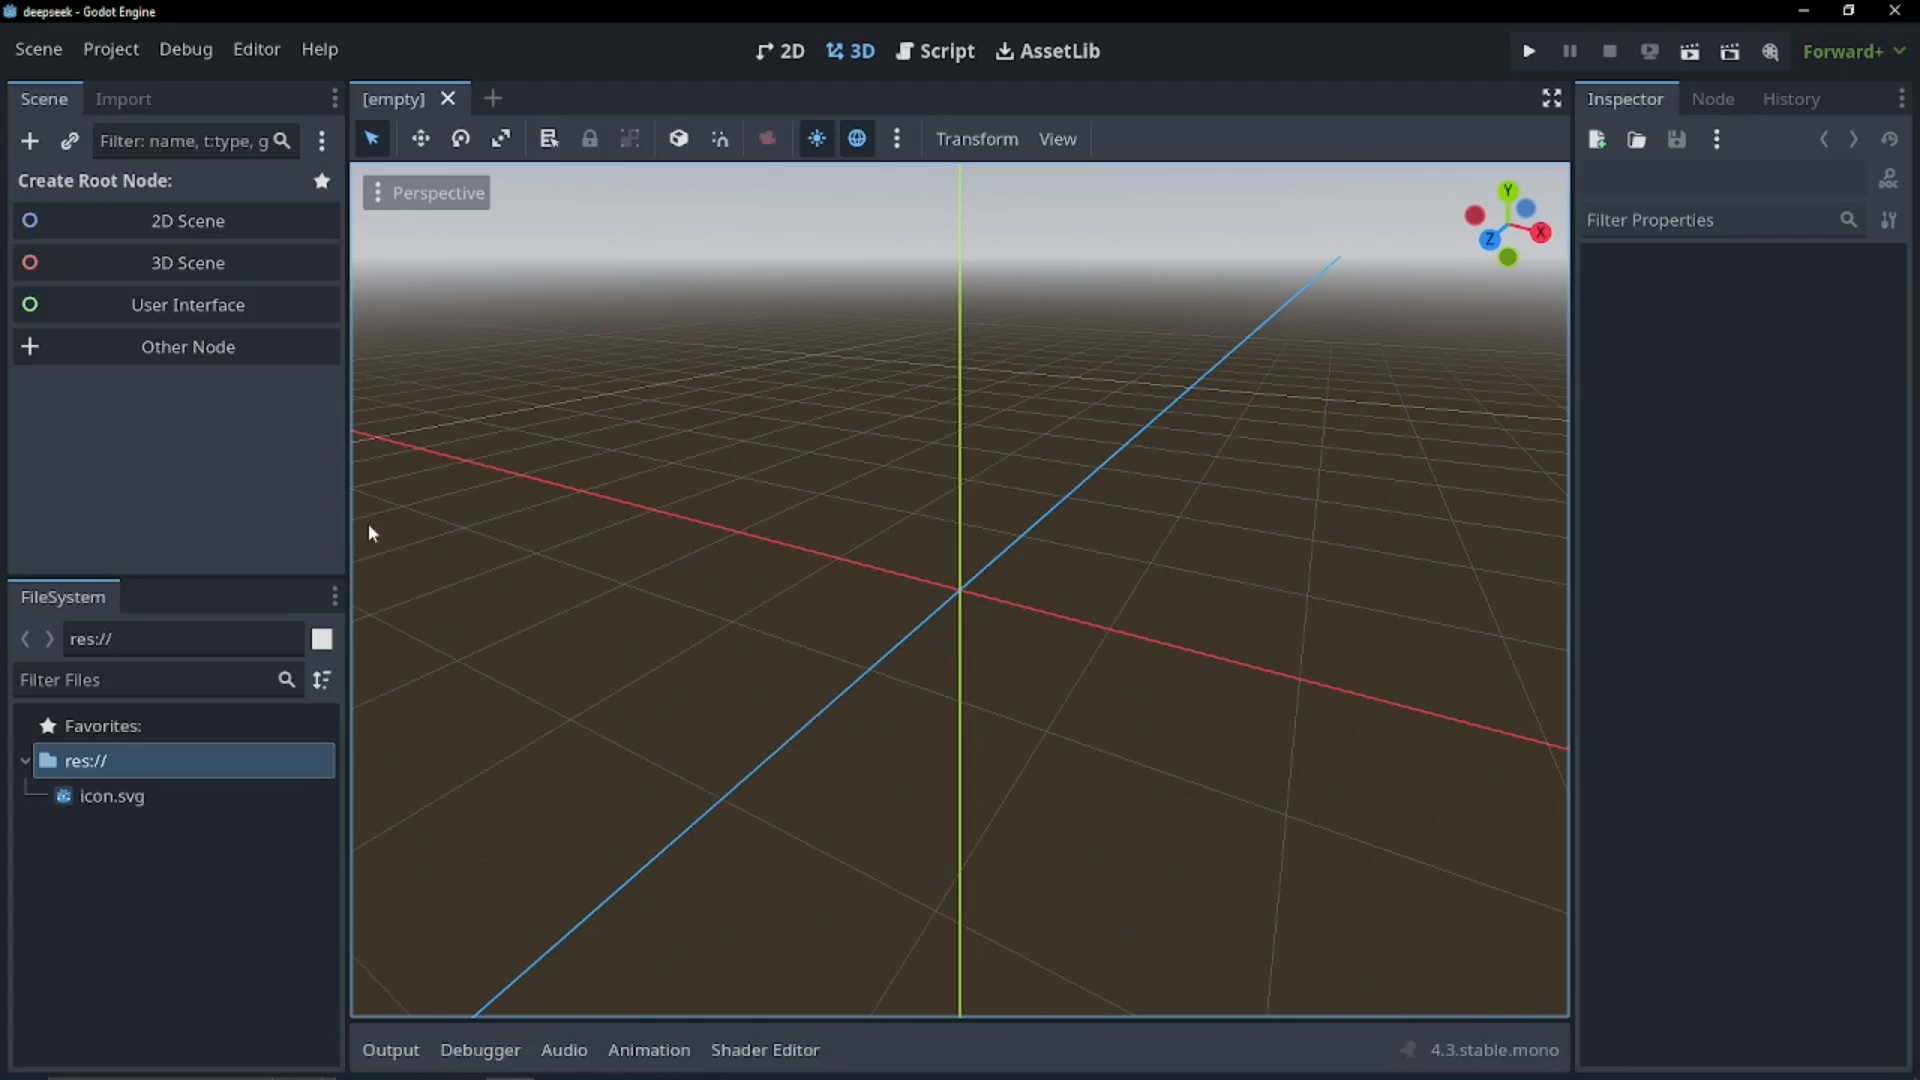 deepseek - Godot Engine
Scene Project Debug Editor Help
2D 3D Script AssetLib
Forward+
Scene Import
[empty]
Inspector Node History
Filter: name, t:type, g
Transform View
Create Root Node:
Perspective
DOC
2D Scene
Filter Properties
3D Scene
User Interface
Other Node
Y
X
Z
FileSystem
res://
Filter Files
Favorites:
res://
icon.svg
Output Debugger Audio Animation Shader Editor
4.3.stable.mono